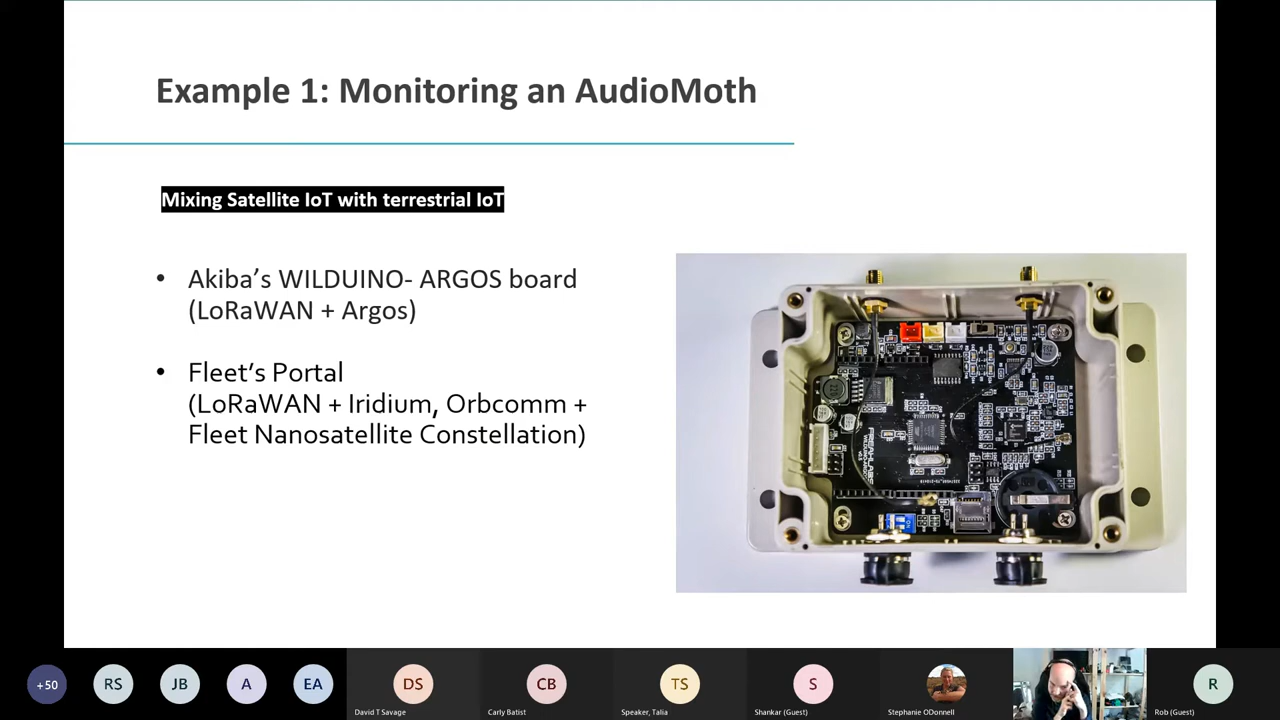 Example 1: Monitoring an AudioMoth
Mixing Satellite IoT with terrestrial IoT
• Akiba's WILDUINO- ARGOS board
(LoRaWAN + Argos)
• Fleet's Portal
(LoRaWAN + Iridium, Orbcomm +
Fleet Nanosatellite Constellation)
FREAKLABS
+50
RS
JB
A
EA
DS
David T Savage
CB
Carly Batist
TS
Speaker, Talia
S
Shankar (Guest)
Stephanie ODonnell
R
Rob (Guest)